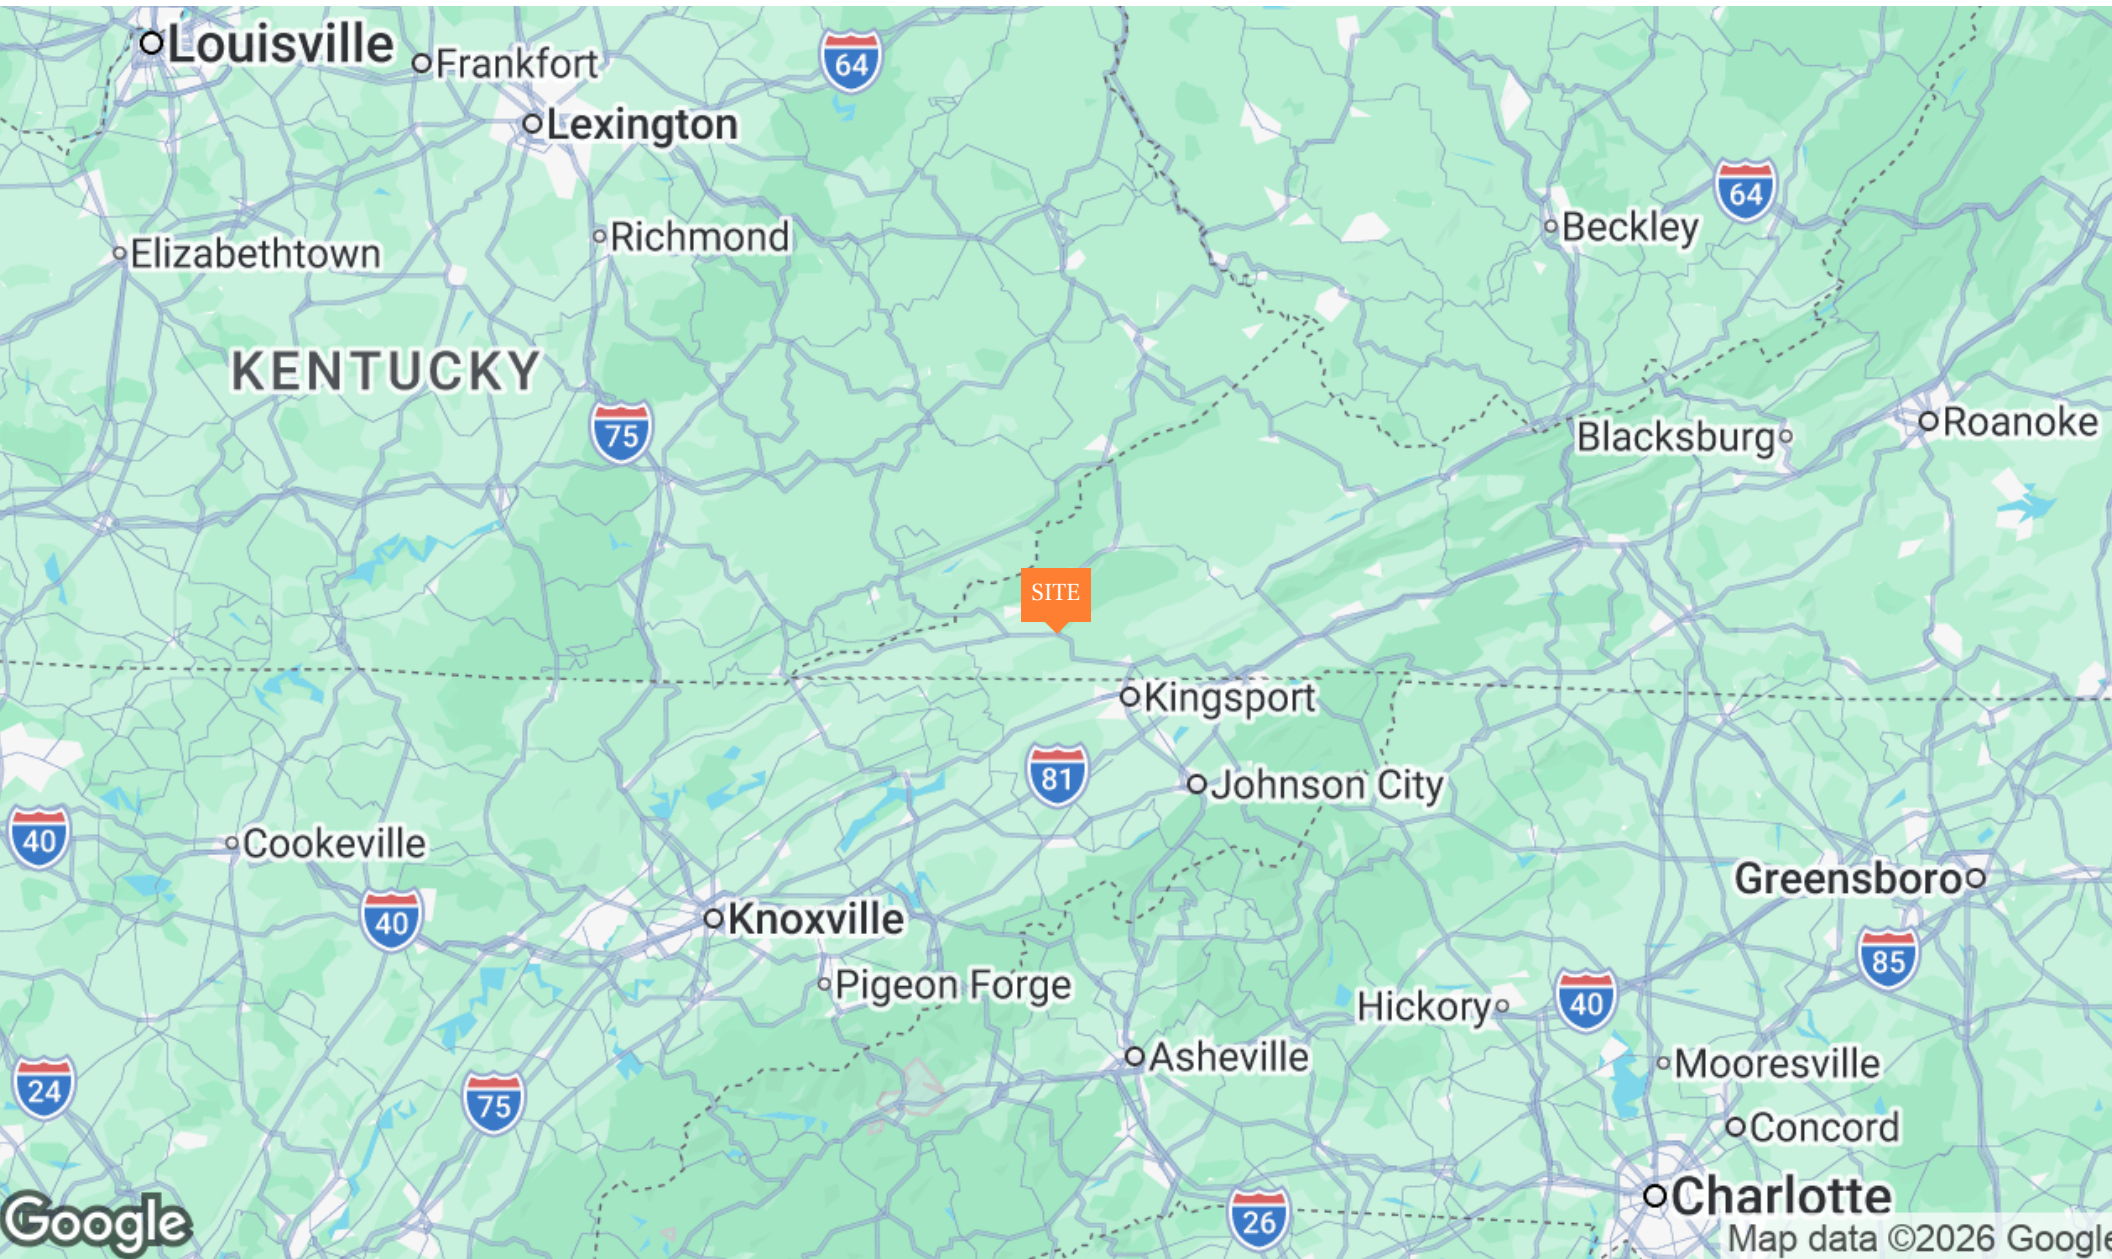 Louisville
Frankfort
64
Lexington
64
Richmond
Beckley
Elizabethtown
KENTUCKY
75
Blacksburg
Roanoke
SITE
Kingsport
81
Johnson City
40
Cookeville
40
Knoxville
Greensboro
85
Pigeon Forge
Hickory
40
Asheville
Mooresville
24
75
Concord
Charlotte
26
Google
Map data ©2026 Google